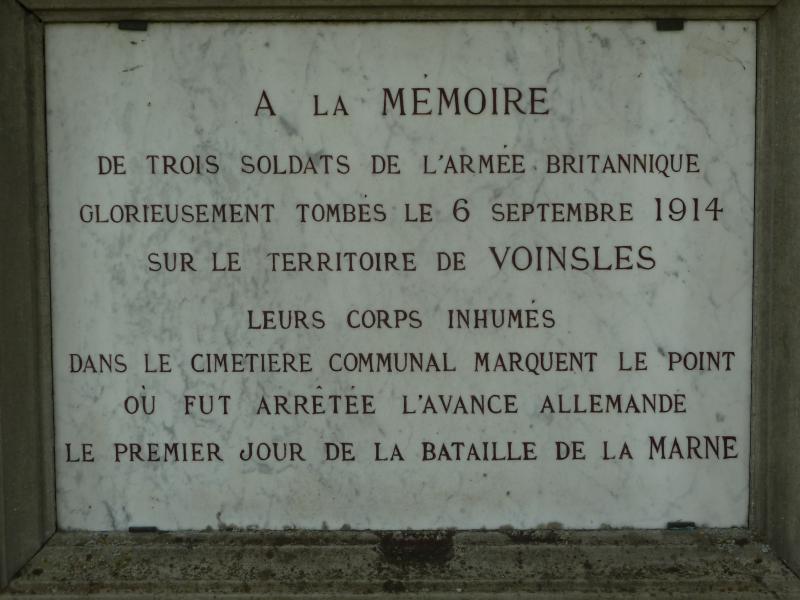 A LA MÉMOIRE
DE TROIS SOLDATS DE L'ARMÉE BRITANNIQUE
GLORIEUSEMENT TOMBÉS LE 6 SEPTEMBRE 1914
SUR LE TERRITOIRE DE VOINSLES
LEURS CORPS INHUMÉS
DANS LE CIMETIERE COMMUNAL MARQUENT LE POINT
OÙ FUT ARRÊTÉE L'AVANCE ALLEMANDE
LE PREMIER JOUR DE LA BATAILLE DE LA MARNE